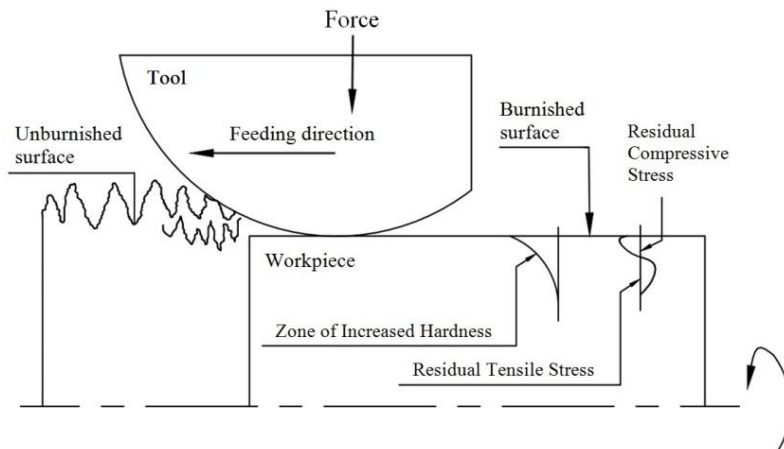 Force
Tool
Feeding direction
Unburnished
surface
Burnished
surface
Residual
Compressive
Stress
Workpiece
Zone of Increased Hardness
Residual Tensile Stress